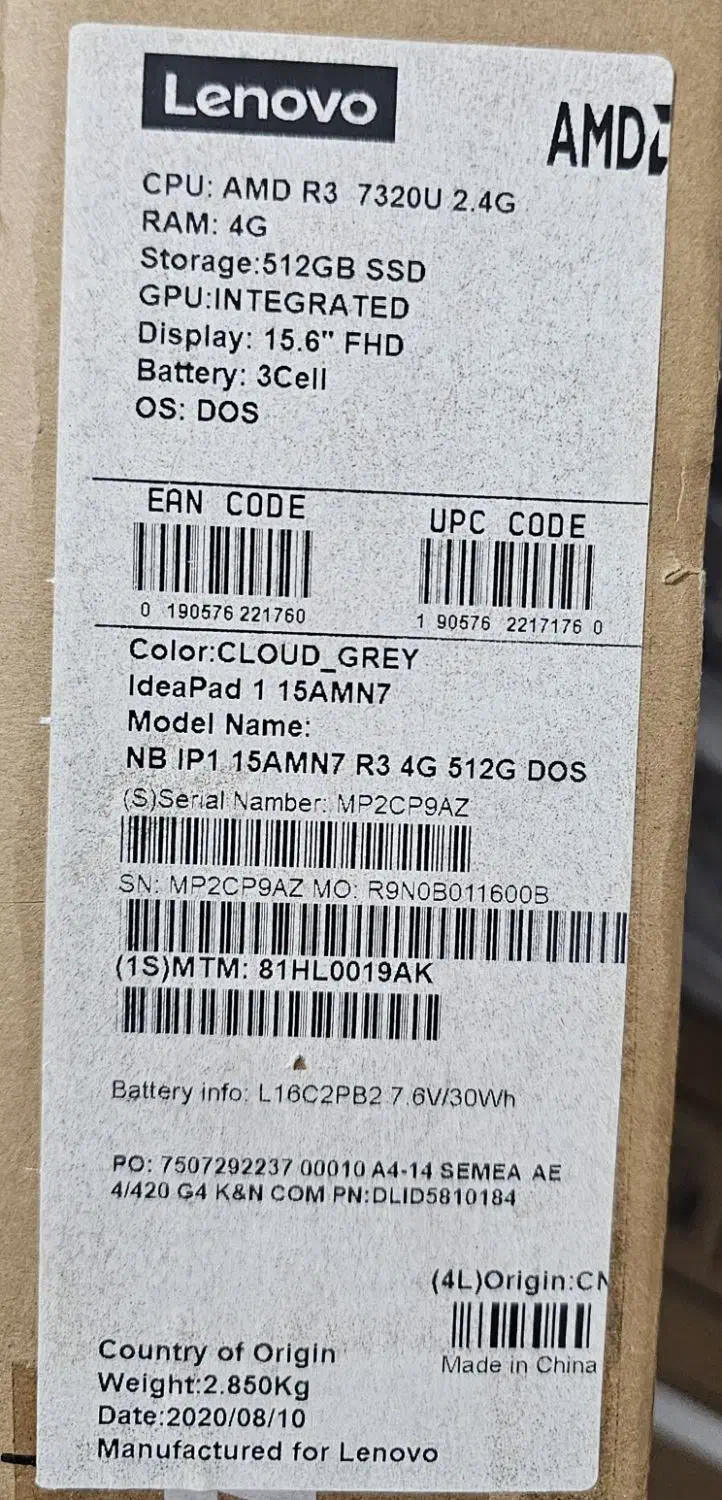 Lenovo
AMD
CPU: AMD R3 7320U 2.4G
RAM: 4G
Storage:512GB SSD
GPU:INTEGRATED
Display: 15.6" FHD
Battery: 3Cell
OS: DOS
EAN CODE
UPC CODE
0 190576 221760
1 90576 2217176 0
Color:CLOUD_GREY
IdeaPad 1 15AMN7
Model Name:
NB IP1 15AMN7 R3 4G 512G DOS
(S)Serial Namber: MP2CP9AZ
SN: MP2CP9AZ MO: R9N0B011600B
(1S)MTM: 81HL0019AK
Battery info: L16C2PB2 7.6V/30Wh
PO: 7507292237 00010 A4-14 SEMEA AE
4/420 G4 K&N COM PN:DLID5810184
(4L)Origin:CN
Made in China
Country of Origin
Weight:2.850Kg
Date:2020/08/10
Manufactured for Lenovo